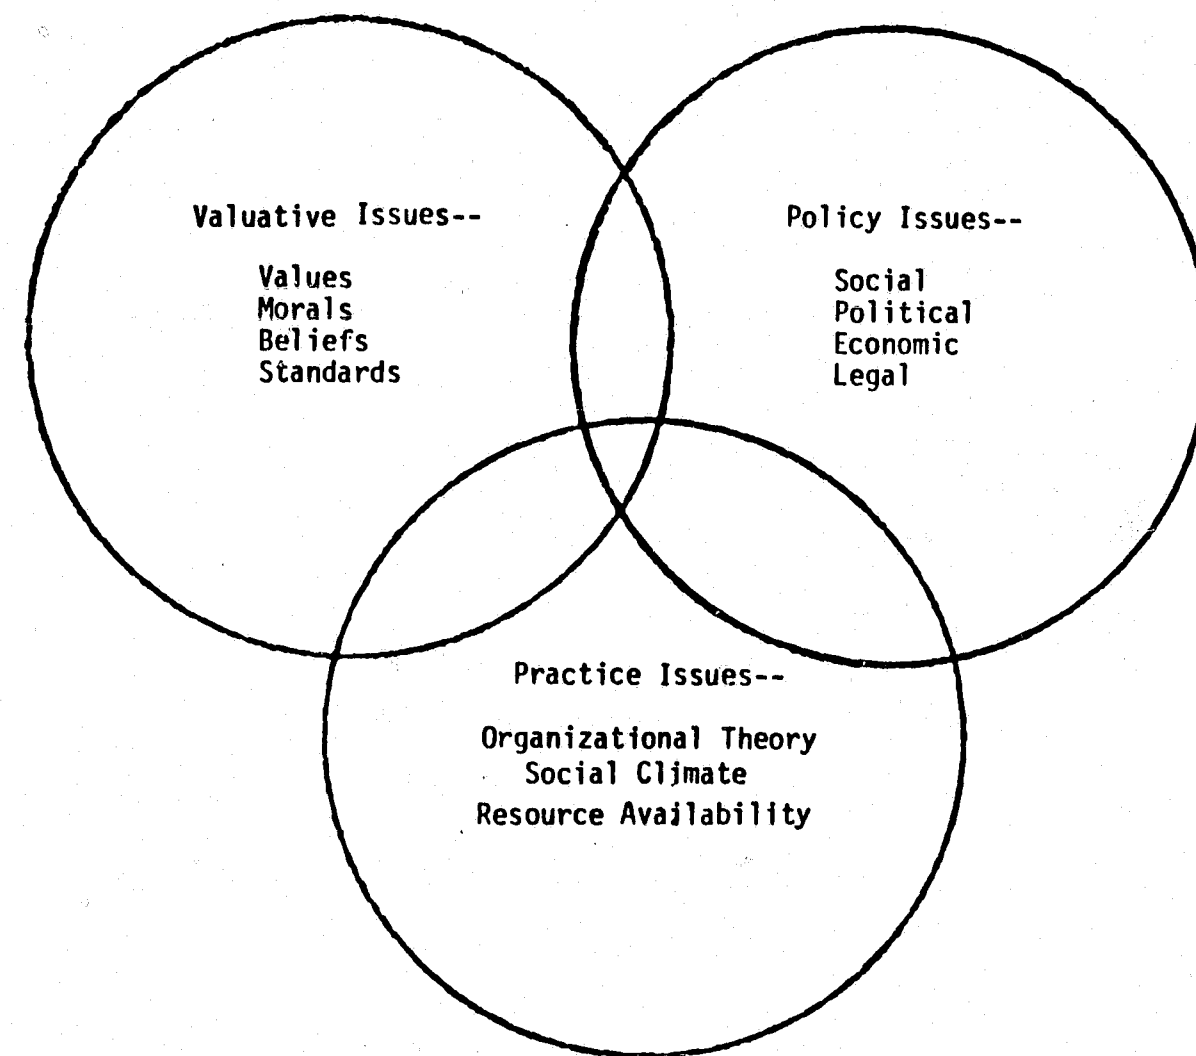 Valuative Issues--
Values
Morals
Beliefs
Standards
Policy Issues--
Social
Political
Economic
Legal
Practice Issues--
Organizational Theory
Social Climate
Resource Availability